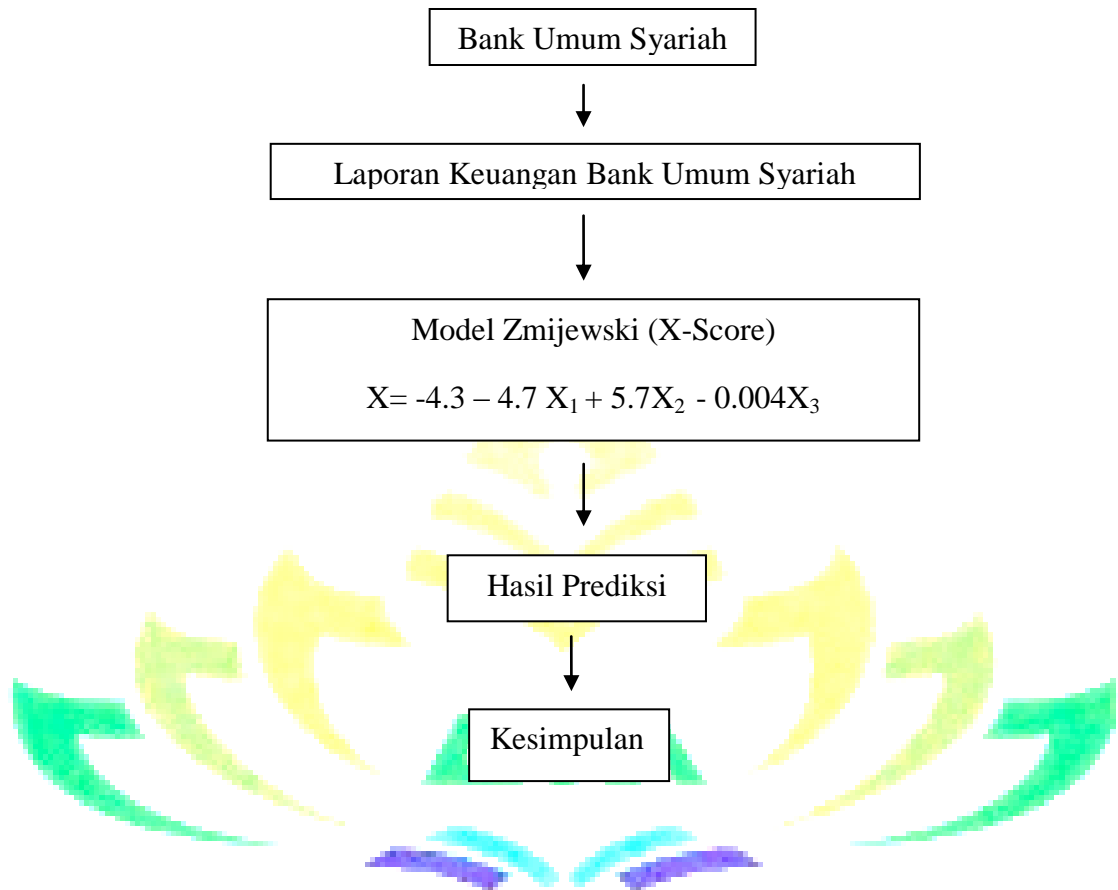 Bank Umum Syariah
Laporan Keuangan Bank Umum Syariah
Model Zmijewski (X-Score)
X= -4.3 – 4.7 X₁ + 5.7X₂ - 0.004X₃
Hasil Prediksi
Kesimpulan